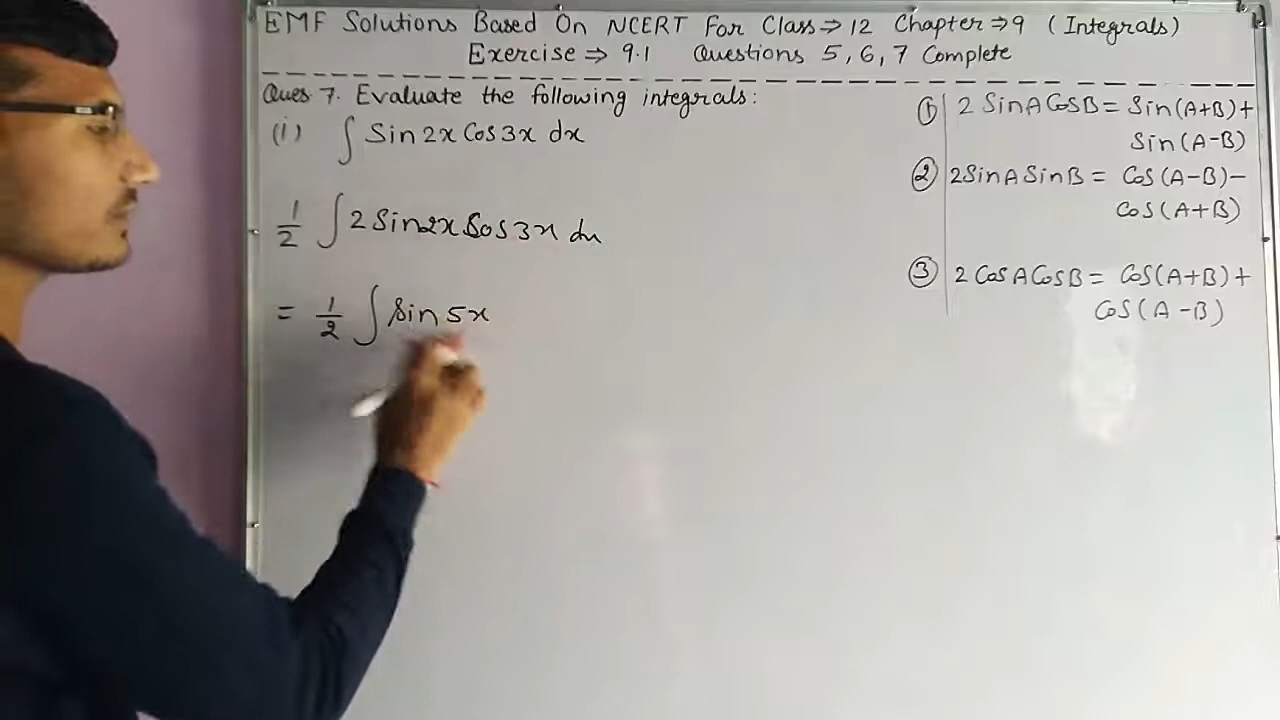 EMF Solutions Based On NCERT For Class⇒12 Chapter⇒9 (Integrals)
Exercise ⇒ 9.1 Questions 5, 6, 7 Complete
Ques 7. Evaluate the following integrals:
(i) ∫ Sin 2x Cos 3x dx
1/2 ∫ 2 Sin 2x Cos 3x dx
= 1/2 ∫ Sin 5x
① 2 SinA CosB = Sin(A+B) +
Sin(A-B)
② 2SinA SinB = Cos(A-B) -
Cos(A+B)
③ 2 CosA CosB = Cos(A+B) +
Cos(A-B)